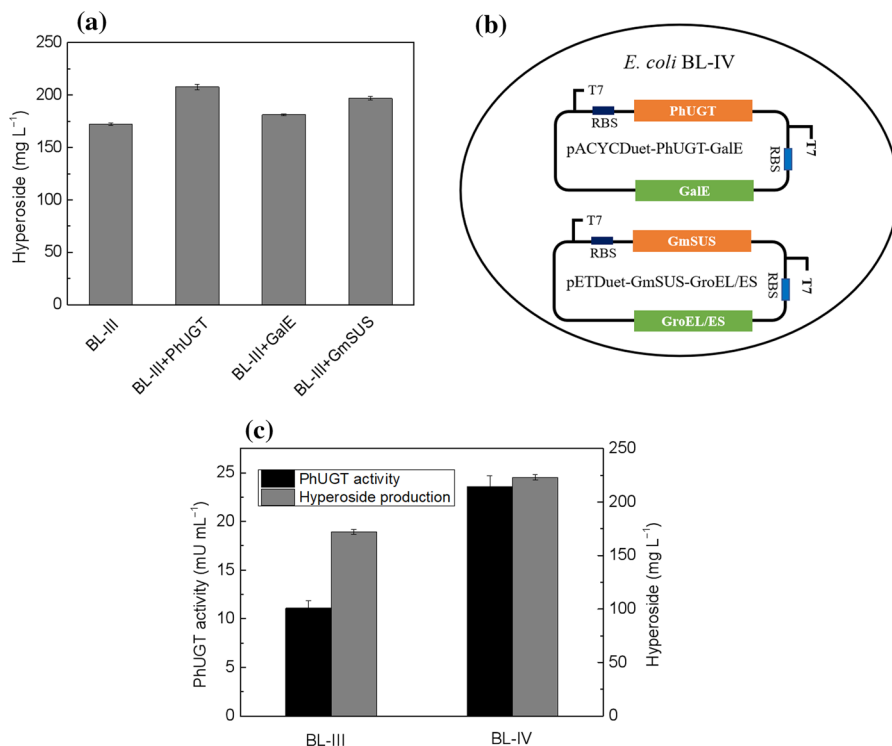 (a)
250
200
150
100
50
0
Hyperoside (mg L⁻¹)
BL-III
BL-III+PhUGT
BL-III+GalE
BL-III+GmSUS
(b)
E. coli BL-IV
T7
RBS
PhUGT
T7
RBS
pACYCDuet-PhUGT-GalE
GalE
T7
RBS
GmSUS
T7
RBS
pETDuet-GmSUS-GroEL/ES
GroEL/ES
(c)
PhUGT activity
Hyperoside production
25
20
15
10
5
0
PhUGT activity (mU mL⁻¹)
250
200
150
100
50
0
Hyperoside (mg L⁻¹)
BL-III
BL-IV